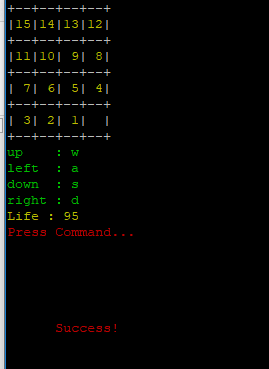 +--+--+--+--+
|15|14|13|12|
+--+--+--+--+
|11|10| 9| 8|
+--+--+--+--+
| 7| 6| 5| 4|
+--+--+--+--+
| 3| 2| 1|  |
+--+--+--+--+
up    : w
left  : a
down  : s
right : d
Life : 95
Press Command...
Success!